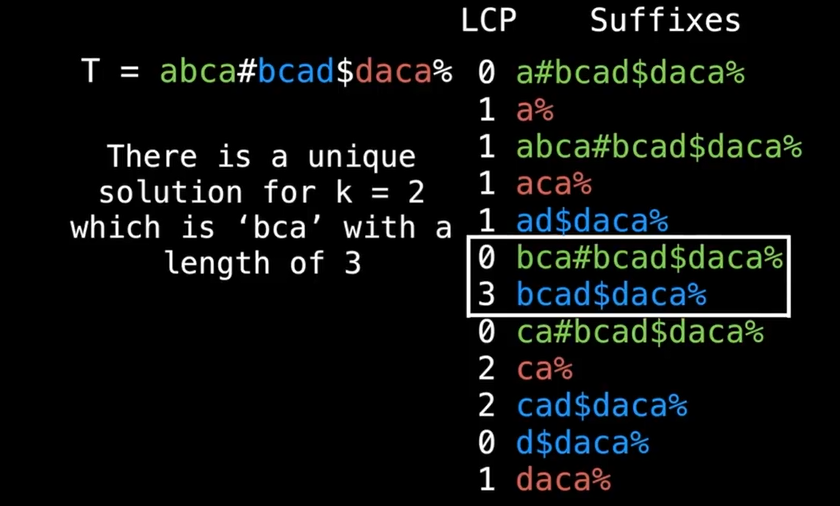 LCP Suffixes
T = abca#bcad$daca%
There is a unique
solution for k = 2
which is ‘bca’ with a
length of 3
0 a#bcad$daca%
1 a%
1 abca#bcad$daca%
1 aca%
1 ad$daca%
0 bca#bcad$daca%
3 bcad$daca%
0 ca#bcad$daca%
2 ca%
2 cad$daca%
0 d$daca%
1 daca%